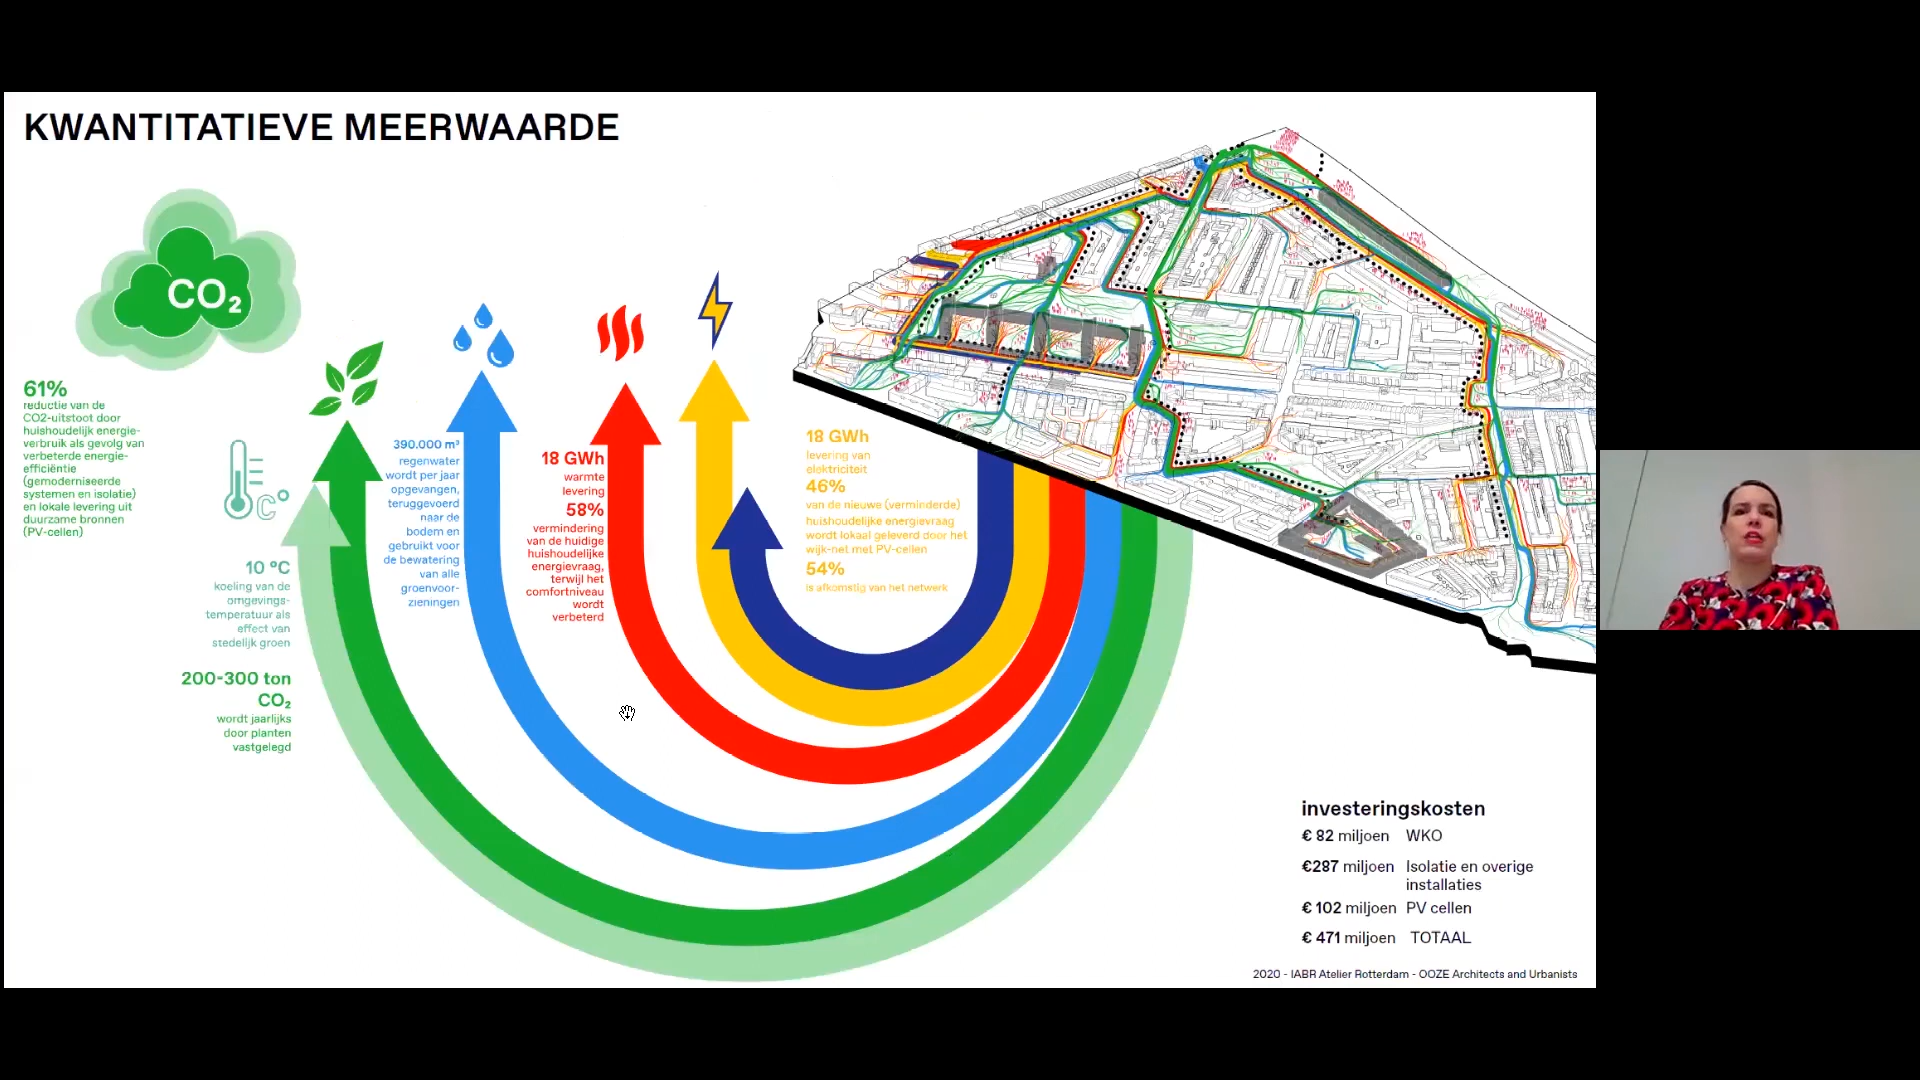 KWANTITATIEVE MEERWAARDE
CO₂
61%
reductie van de
CO2-uitstoot door
huishoudelijk energie-
verbruik als gevolg van
verbeterde energie-
efficiëntie
(gemoderniseerde
systemen en isolatie)
en lokale levering uit
duurzame bronnen
(PV-cellen)
C°
10 °C
koeling van de
omgevings-
temperatuur als
effect van
stedelijk groen
200-300 ton
CO₂
wordt jaarlijks
door planten
vastgelegd
390.000 m³
regenwater
wordt per jaar
opgevangen,
teruggevoerd
naar de
bodem en
gebruikt voor
de bewatering
van alle
groenvoor-
zieningen
18 GWh
warmte
levering
58%
vermindering
van de huidige
huishoudelijke
energievraag,
terwijl het
comfortniveau
wordt
verbeterd
18 GWh
levering van
elektriciteit
46%
van de nieuwe (verminderde)
huishoudelijke energievraag
wordt lokaal geleverd door het
wijk-net met PV-cellen
54%
is afkomstig van het netwerk
investeringskosten
€ 82 miljoen WKO
€287 miljoen Isolatie en overige
installaties
€ 102 miljoen PV cellen
€ 471 miljoen TOTAAL
2020 - IABR Atelier Rotterdam - OOZE Architects and Urbanists